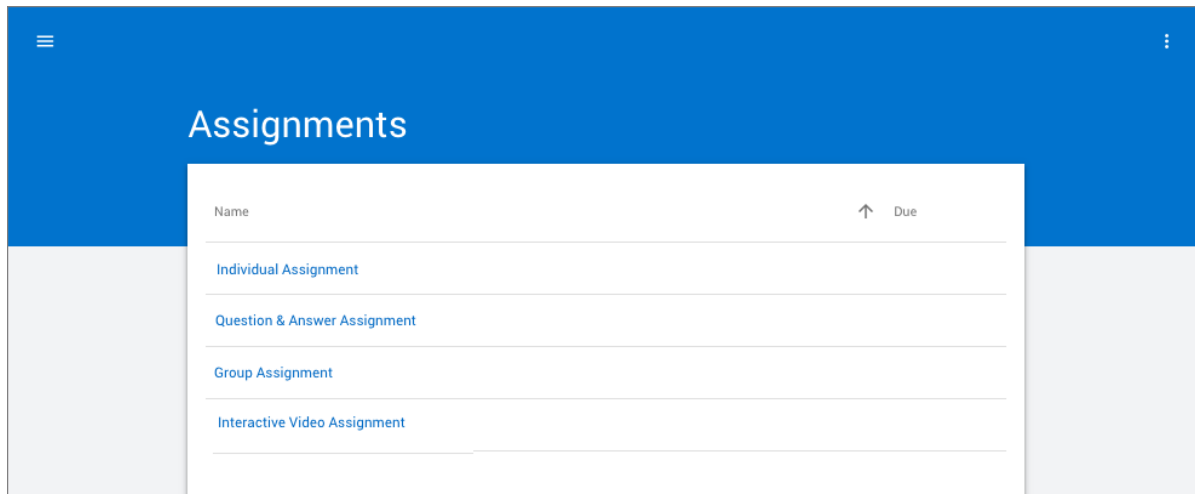 Assignments
Name Due
Individual Assignment
Question & Answer Assignment
Group Assignment
Interactive Video Assignment